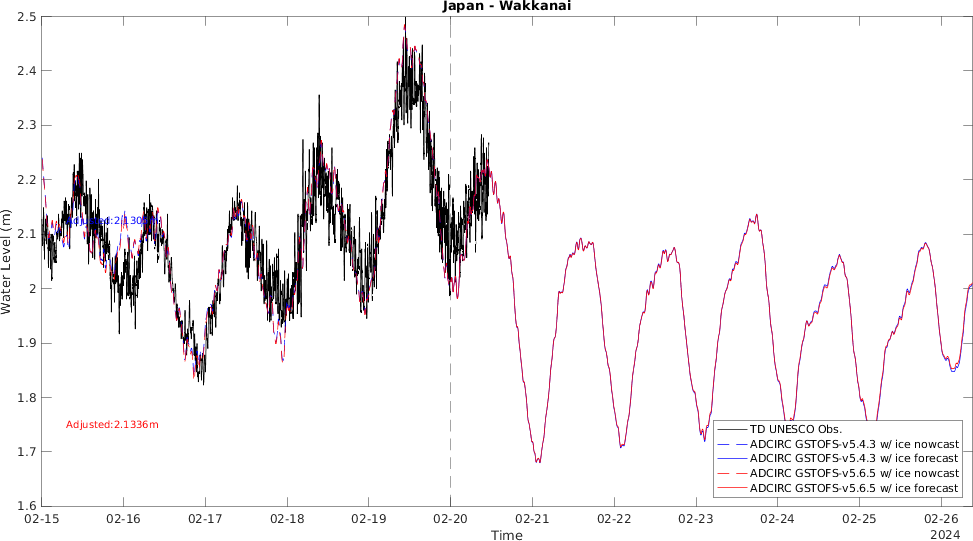 Japan - Wakkanai
2.5
2.4
2.3
2.2
2.1
2
1.9
1.8
1.7
1.6
Water Level (m)
Adjusted:2.1336m
TD UNESCO Obs.
ADCIRC GSTOFS-v5.4.3 w/ ice nowcast
ADCIRC GSTOFS-v5.4.3 w/ ice forecast
ADCIRC GSTOFS-v5.6.5 w/ ice nowcast
ADCIRC GSTOFS-v5.6.5 w/ ice forecast
02-15 02-16 02-17 02-18 02-19 02-20 02-21 02-22 02-23 02-24 02-25 02-26
Time
2024